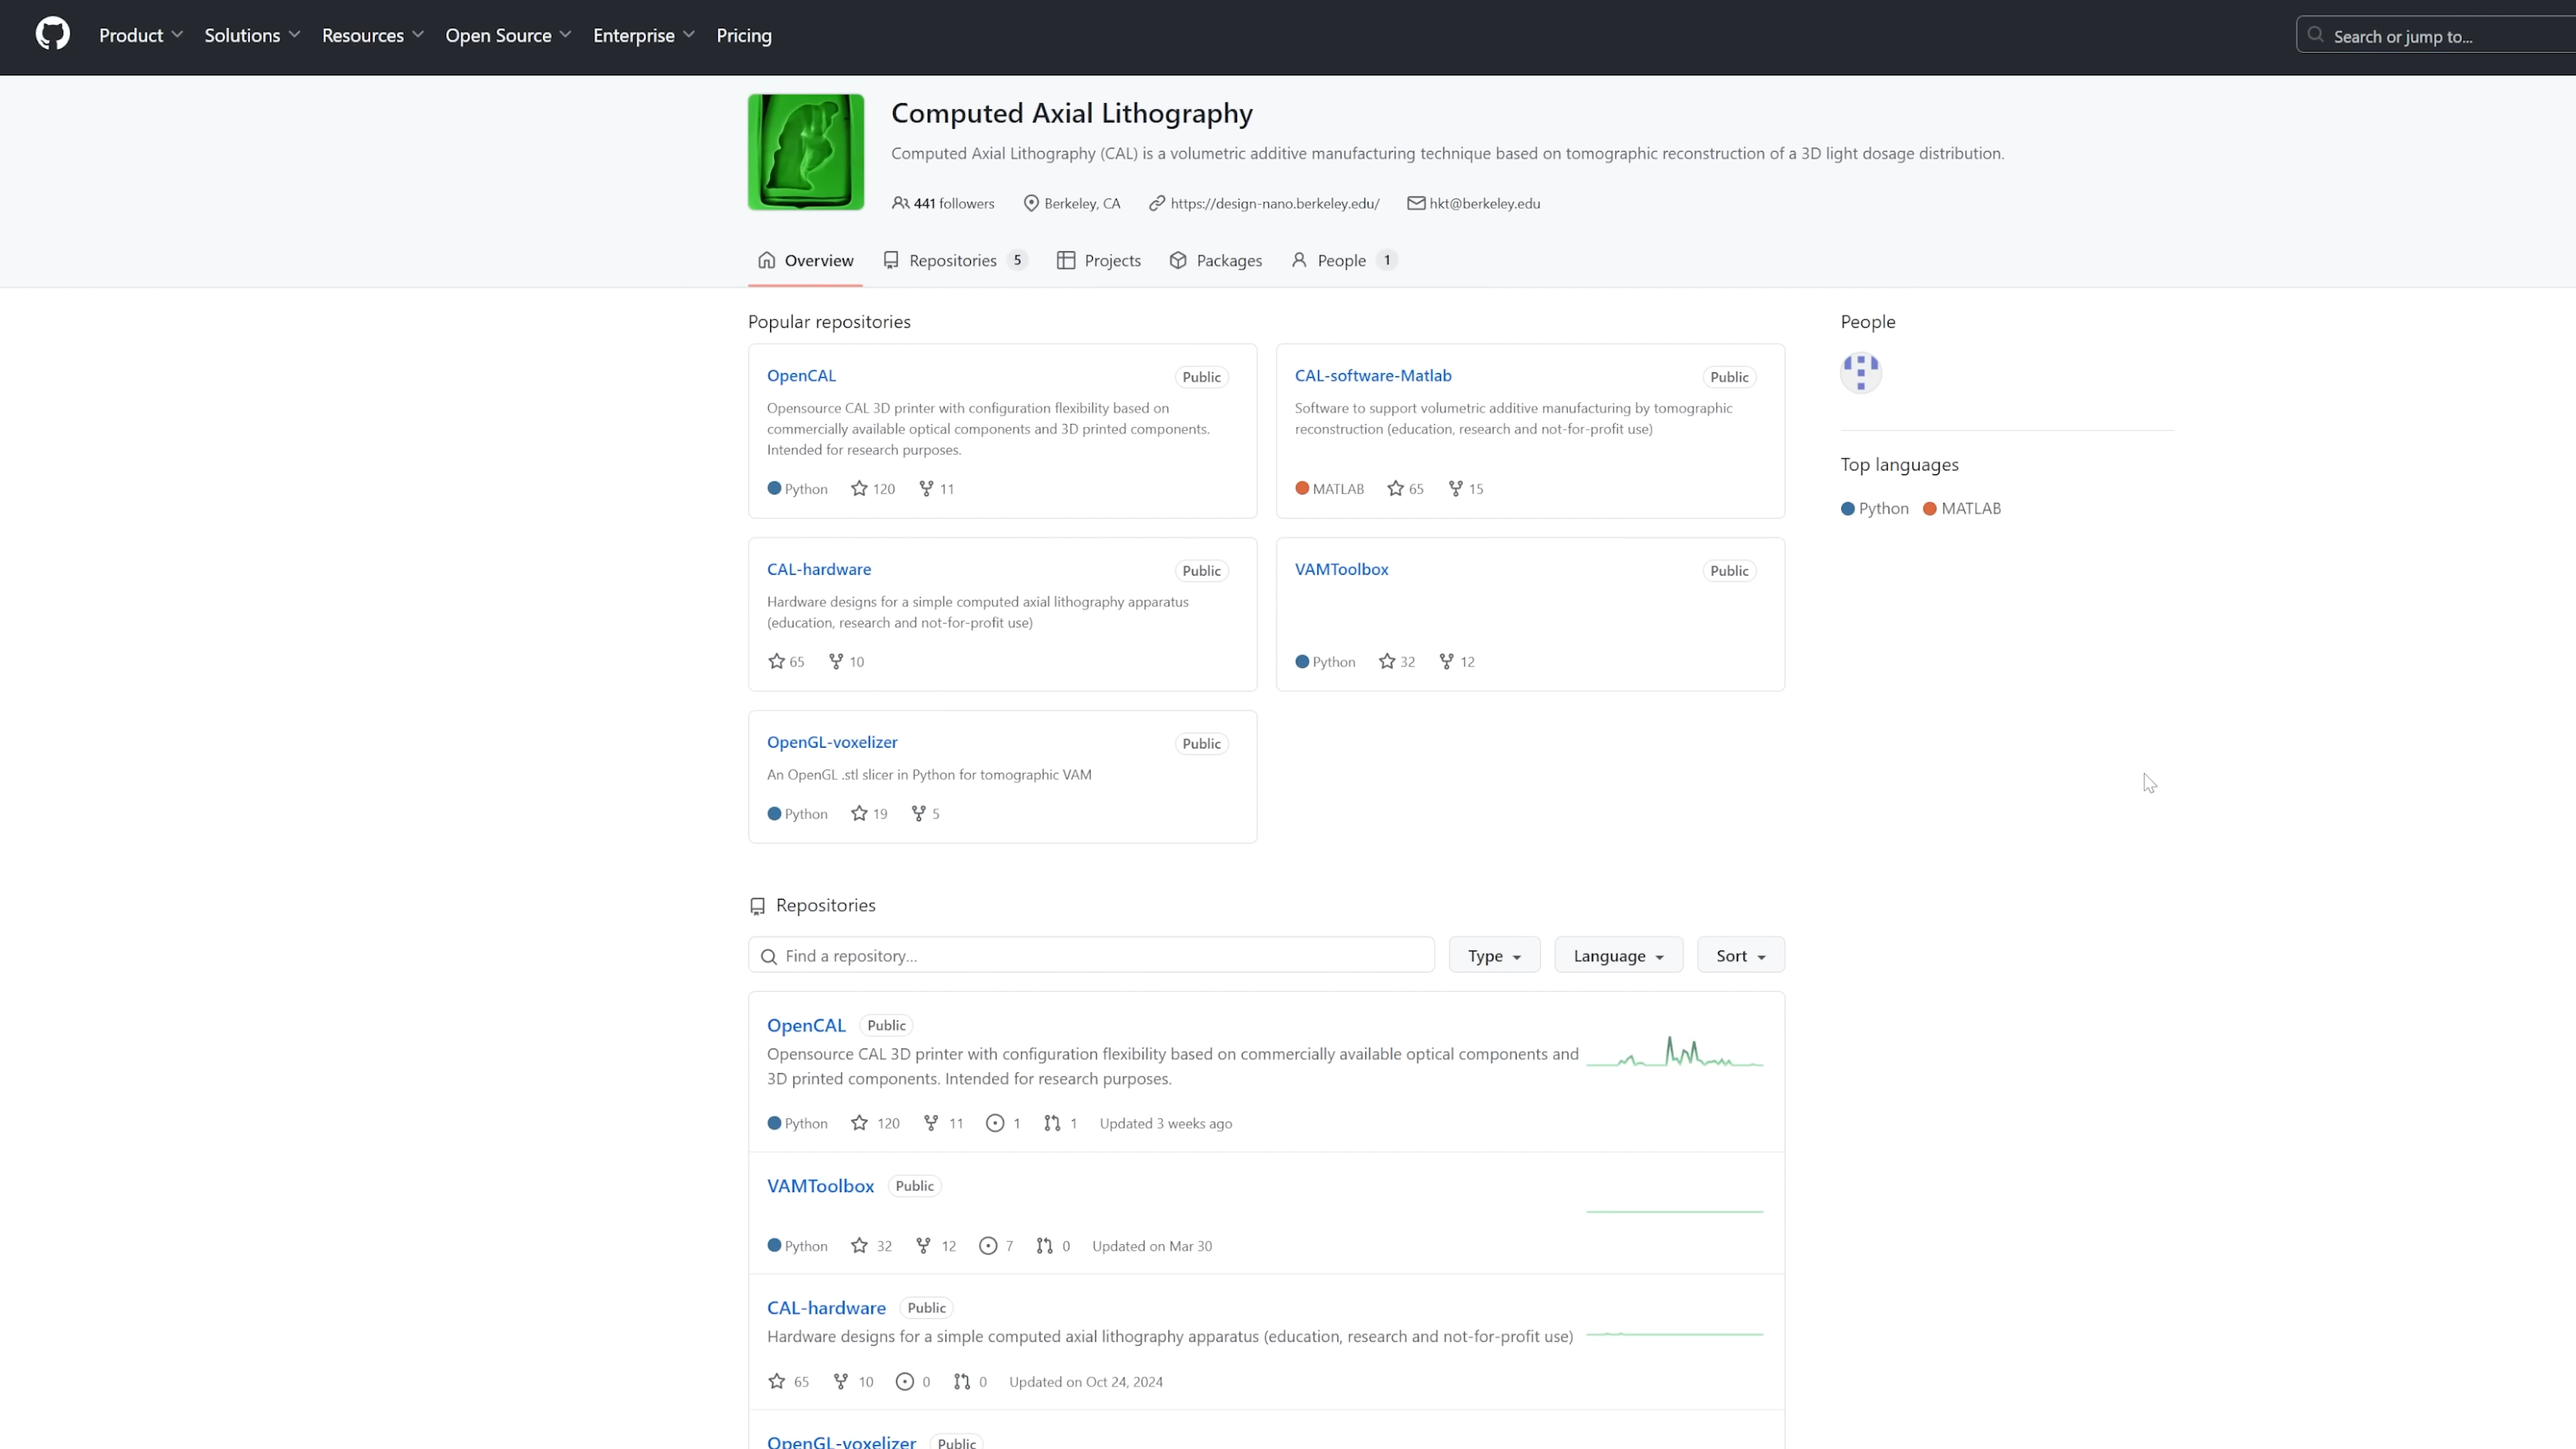 Product Solutions Resources Open Source Enterprise Pricing Search or jump to...
Computed Axial Lithography
Computed Axial Lithography (CAL) is a volumetric additive manufacturing technique based on tomographic reconstruction of a 3D light dosage distribution.
441 followers Berkeley, CA https://design-nano.berkeley.edu/ hkt@berkeley.edu
Overview Repositories 5 Projects Packages People 1
Popular repositories
OpenCAL Public
Opensource CAL 3D printer with configuration flexibility based on
commercially available optical components and 3D printed components.
Intended for research purposes.
Python 120 11
CAL-software-Matlab Public
Software to support volumetric additive manufacturing by tomographic
reconstruction (education, research and not-for-profit use)
MATLAB 65 15
CAL-hardware Public
Hardware designs for a simple computed axial lithography apparatus
(education, research and not-for-profit use)
65 10
VAMToolbox Public
Python 32 12
OpenGL-voxelizer Public
An OpenGL .stl slicer in Python for tomographic VAM
Python 19 5
People
Top languages
Python MATLAB
Repositories
Find a repository... Type Language Sort
OpenCAL Public
Opensource CAL 3D printer with configuration flexibility based on commercially available optical components and
3D printed components. Intended for research purposes.
Python 120 11 1 1 Updated 3 weeks ago
VAMToolbox Public
Python 32 12 7 0 Updated on Mar 30
CAL-hardware Public
Hardware designs for a simple computed axial lithography apparatus (education, research and not-for-profit use)
65 10 0 0 Updated on Oct 24, 2024
OpenGL-voxelizer Public